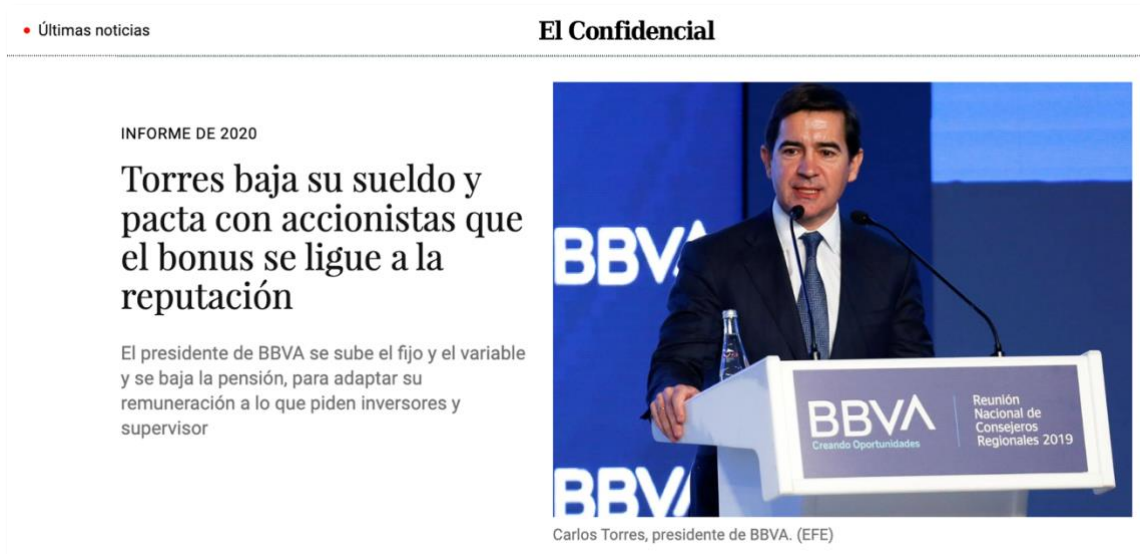 Últimas noticias
El Confidencial
INFORME DE 2020
Torres baja su sueldo y
pacta con accionistas que
el bonus se ligue a la
reputación
El presidente de BBVA se sube el fijo y el variable
y se baja la pensión, para adaptar su
remuneración a lo que piden inversores y
supervisor
BBVA
BBVA
Creando Oportunidades
Reunión
Nacional de
Consejeros
Regionales 2019
BBVA
Carlos Torres, presidente de BBVA. (EFE)